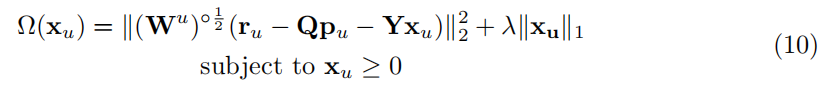 Ω(x_u) = ‖(W^u)^{∘1/2}(r_u − Qp_u − Yx_u)‖_2^2 + λ‖x_u‖_1
subject to x_u ≥ 0
(10)